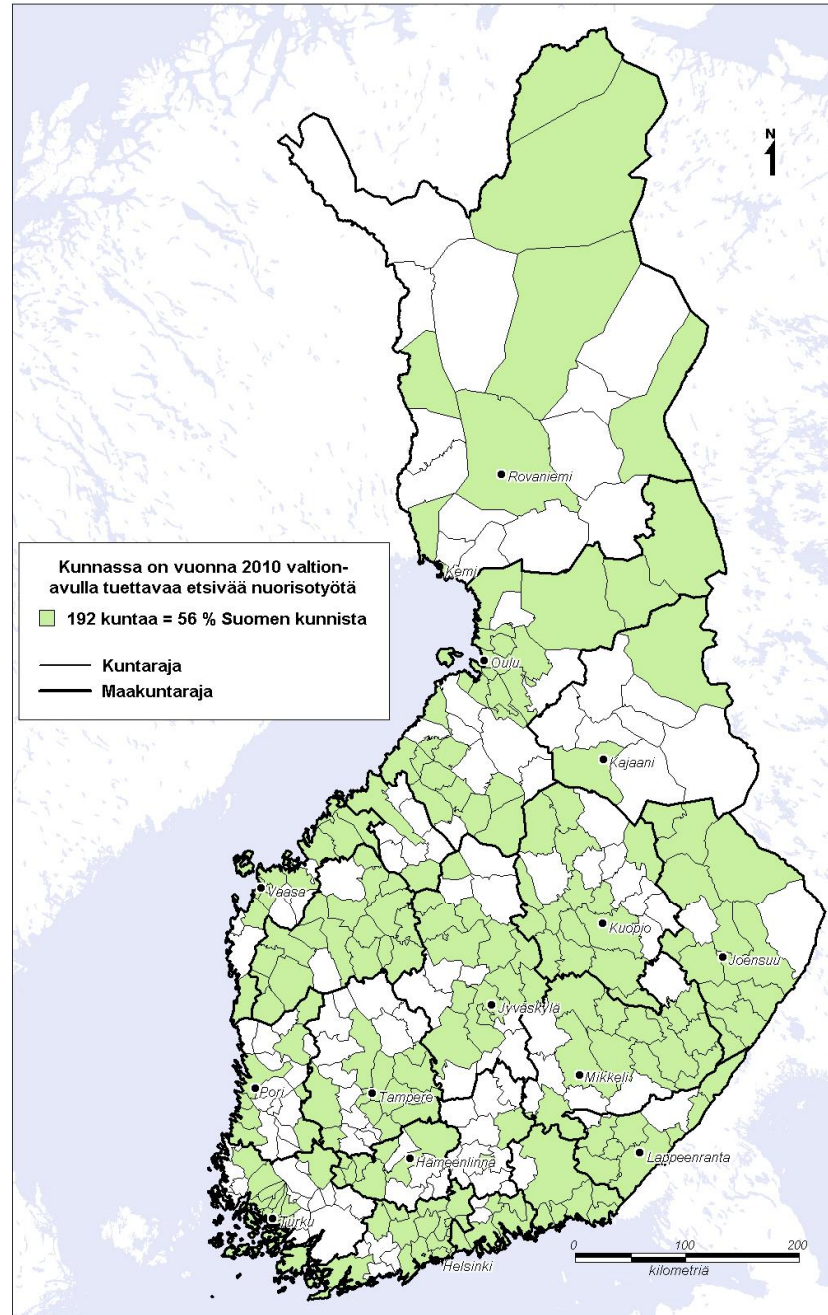 N
Rovaniemi
Kunnassa on vuonna 2010 valtion-
avulla tuettavaa etsivää nuorisotyötä
192 kuntaa = 56 % Suomen kunnista
Kuntaraja
Maakuntaraja
Kemi
Oulu
Kajaani
Vaasa
Kuopio
Joensuu
Jyväskylä
Mikkeli
Pori
Tampere
Hämeenlinna
Lappeenranta
Turku
Helsinki
0 100 200
kilometriä